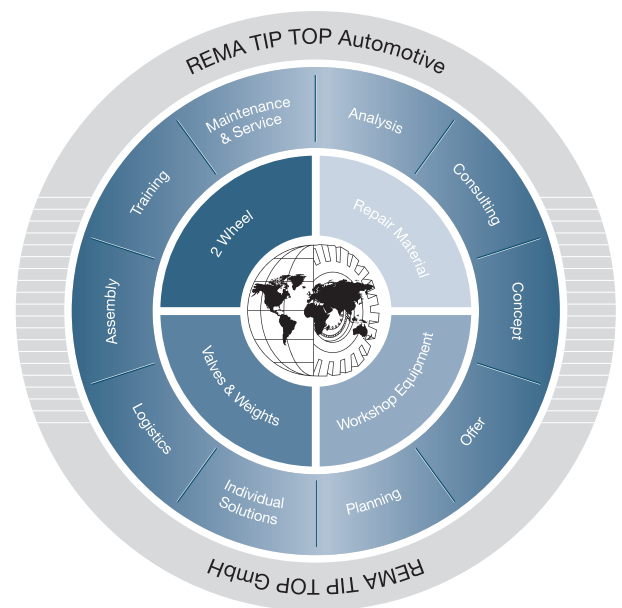 REMA TIP TOP Automotive
Maintenance
& Service
Analysis
Consulting
Concept
Offer
Planning
Individual
Solutions
Logistics
Assembly
Training
2 Wheel
Repair Material
Workshop Equipment
Valves & Weights
REMA TIP TOP GmbH